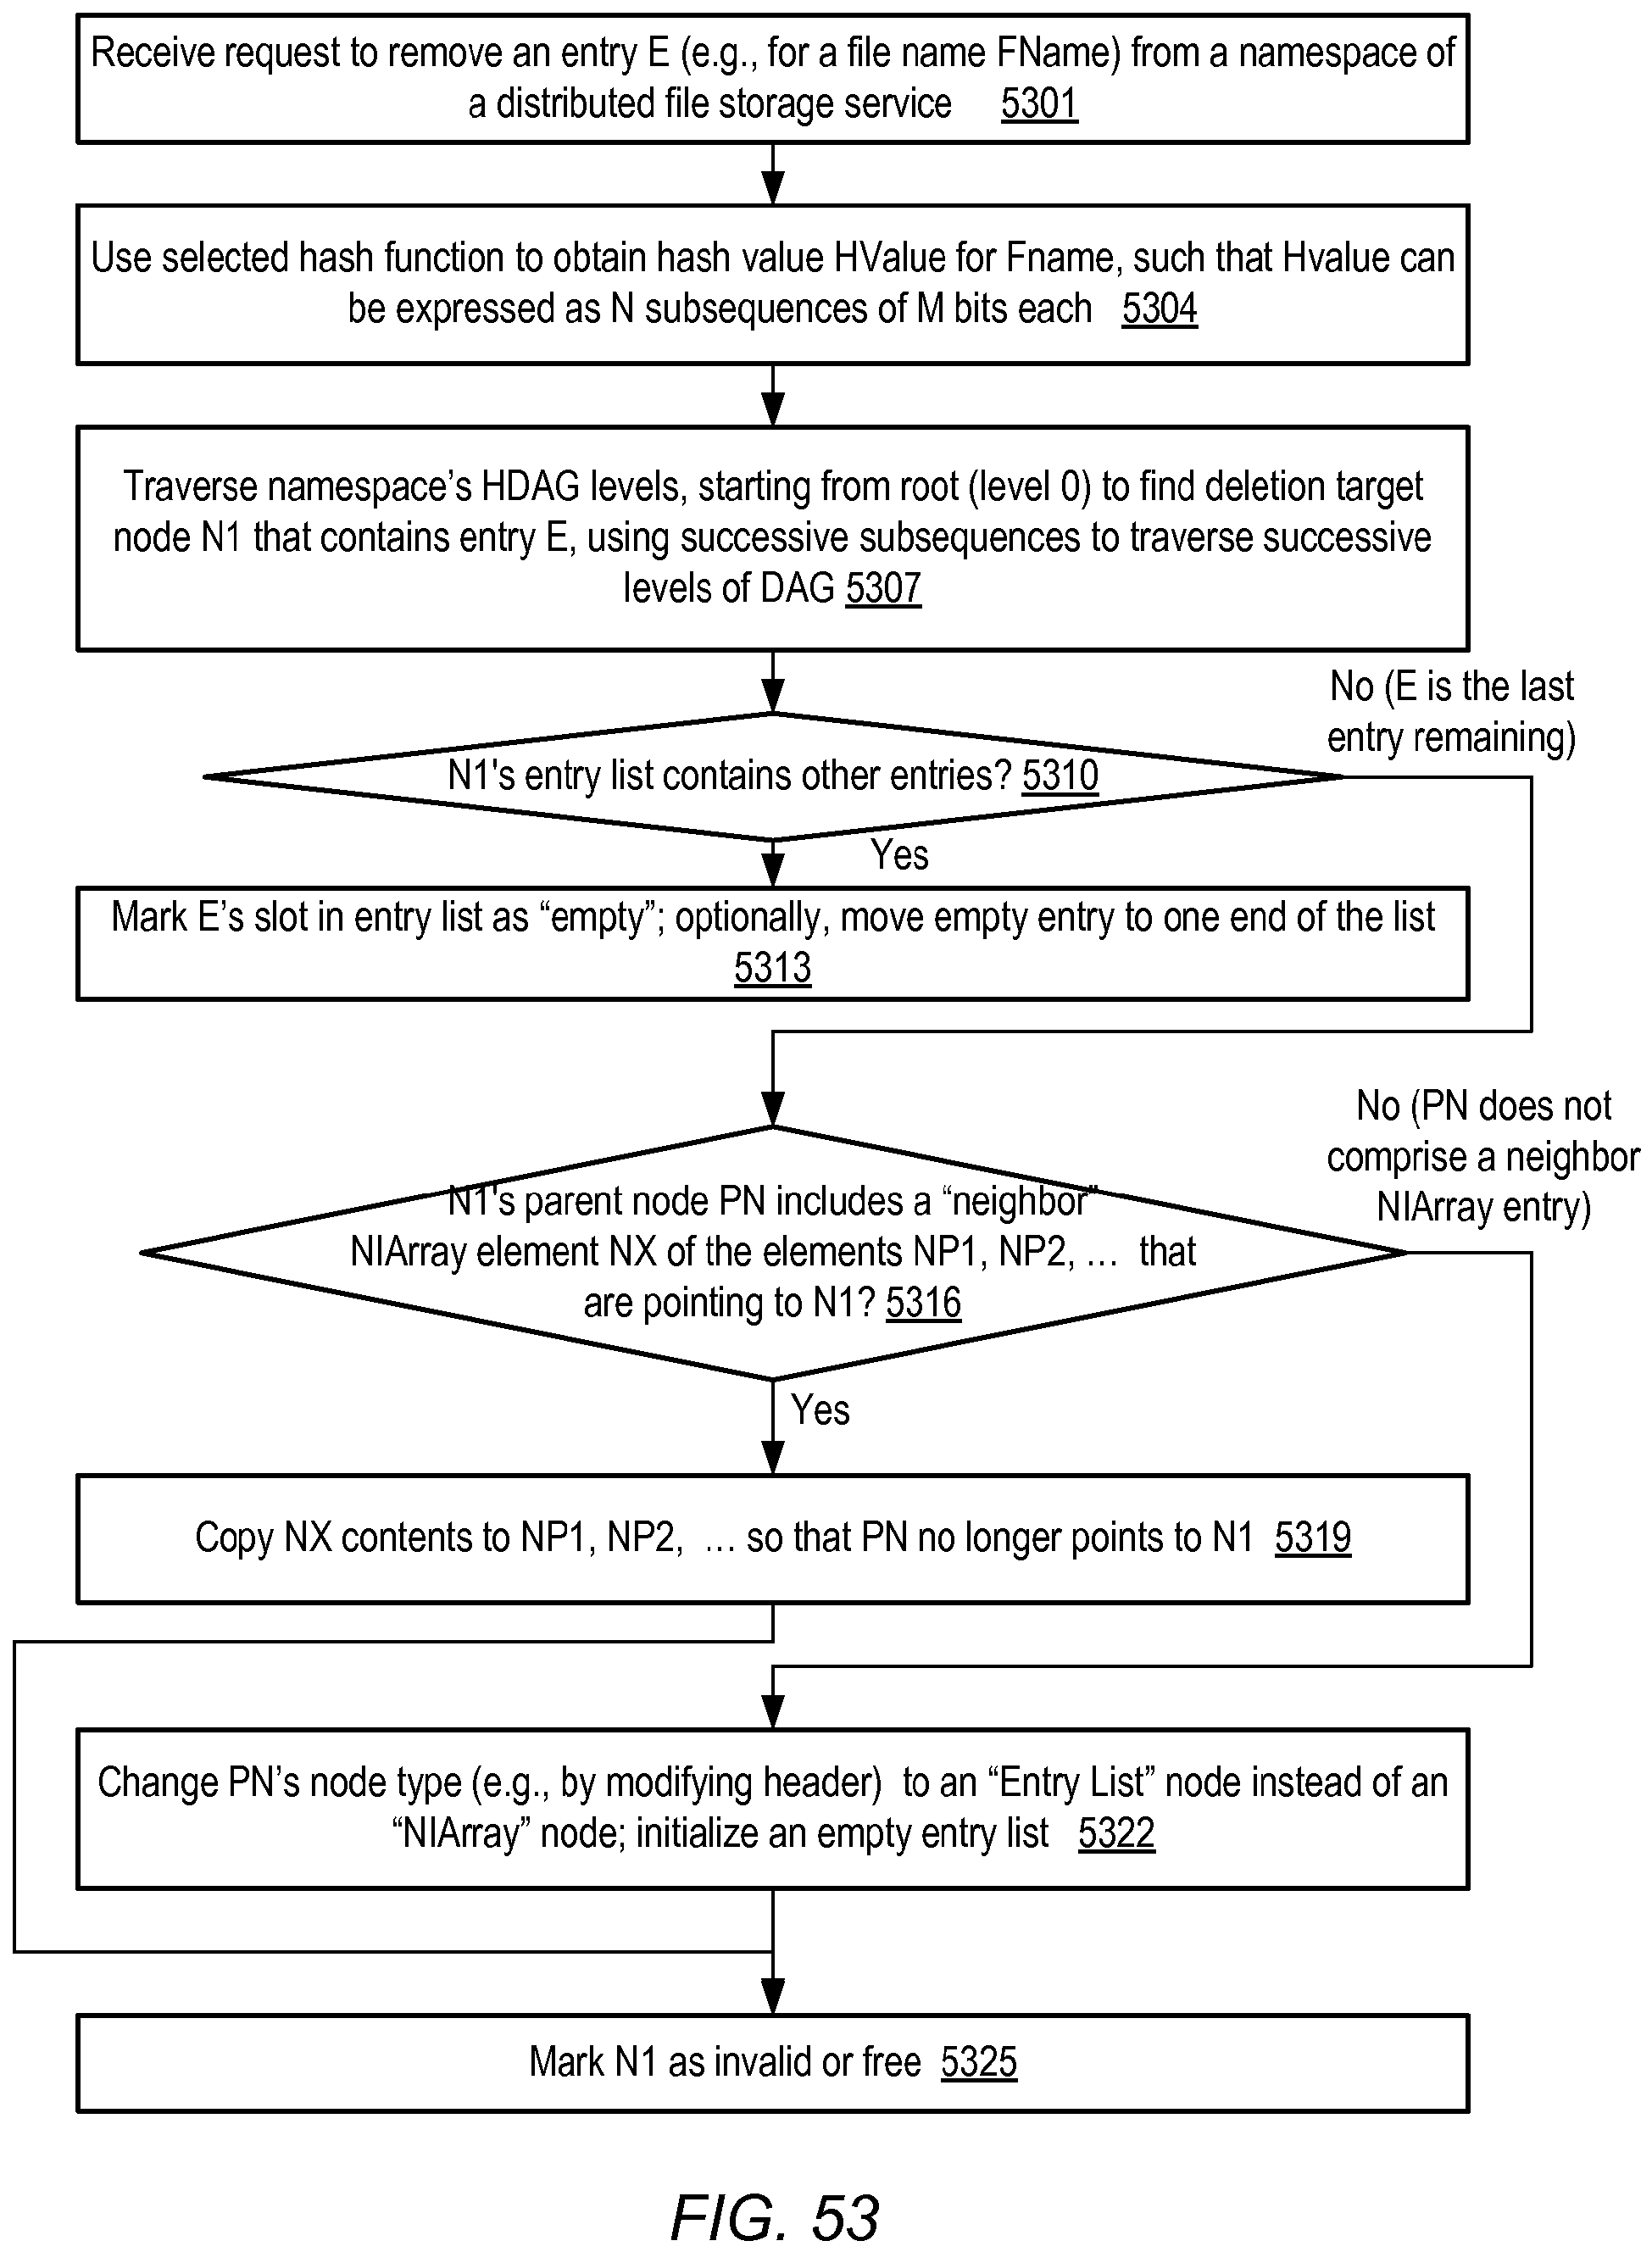 Receive request to remove an entry E (e.g., for a file name FName) from a namespace of
a distributed file storage service 5301
Use selected hash function to obtain hash value HValue for Fname, such that Hvalue can
be expressed as N subsequences of M bits each 5304
Traverse namespace’s HDAG levels, starting from root (level 0) to find deletion target
node N1 that contains entry E, using successive subsequences to traverse successive
levels of DAG 5307
No (E is the last
entry remaining)
N1's entry list contains other entries? 5310
Yes
Mark E’s slot in entry list as “empty”; optionally, move empty entry to one end of the list
5313
No (PN does not
comprise a neighbor
NIArray entry)
N1's parent node PN includes a “neighbor”
NIArray element NX of the elements NP1, NP2, … that
are pointing to N1? 5316
Yes
Copy NX contents to NP1, NP2, … so that PN no longer points to N1 5319
Change PN’s node type (e.g., by modifying header) to an “Entry List” node instead of an
“NIArray” node; initialize an empty entry list 5322
Mark N1 as invalid or free 5325
FIG. 53